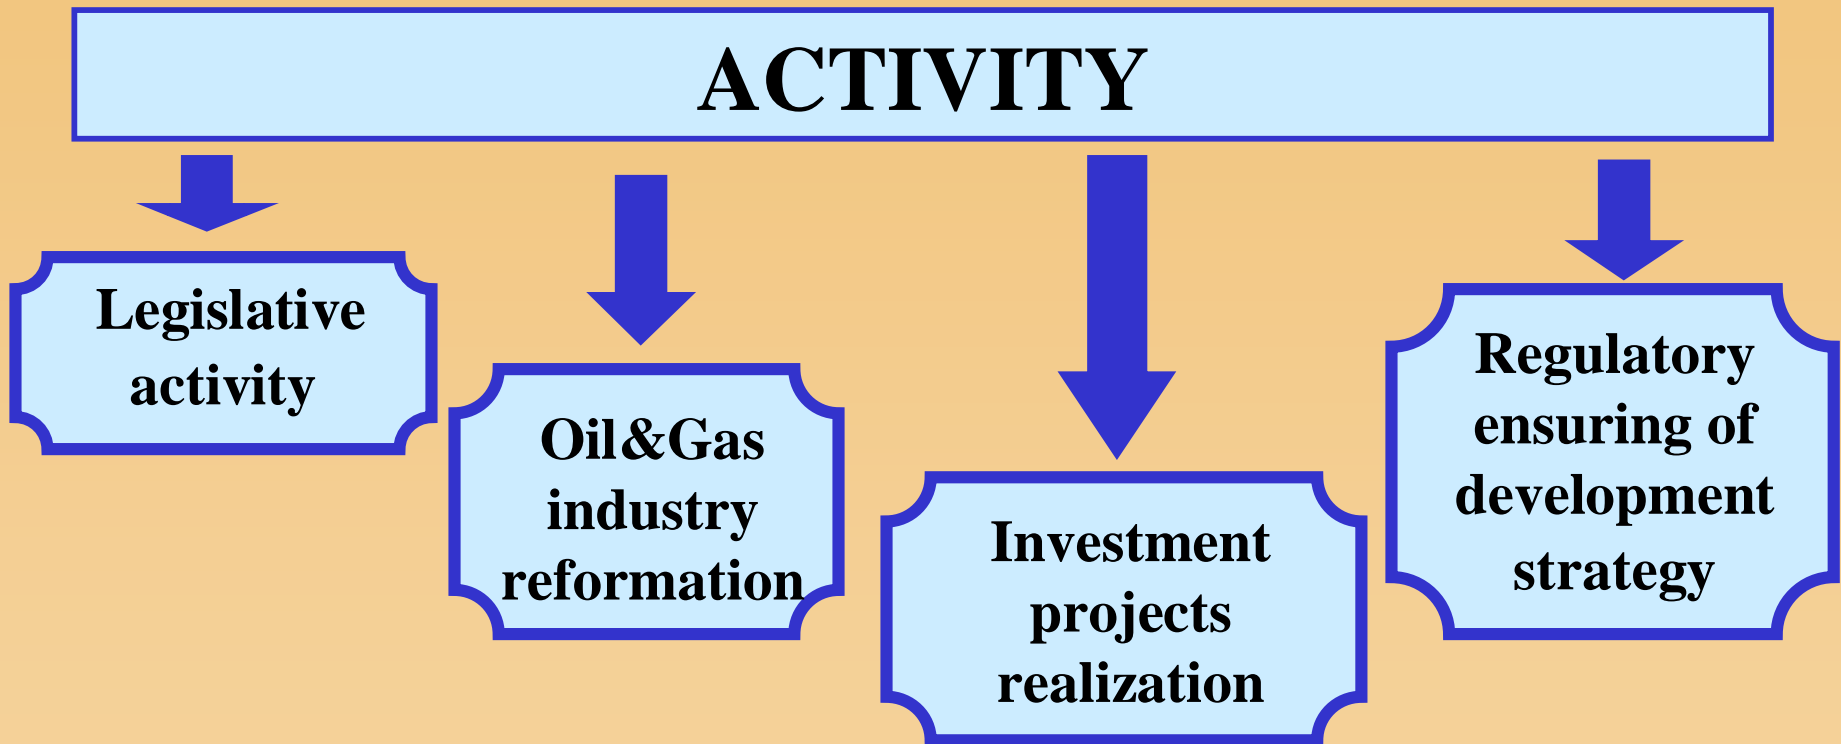 ACTIVITY
Legislative
activity
Oil&Gas
industry
reformation
Investment
projects
realization
Regulatory
ensuring of
development
strategy